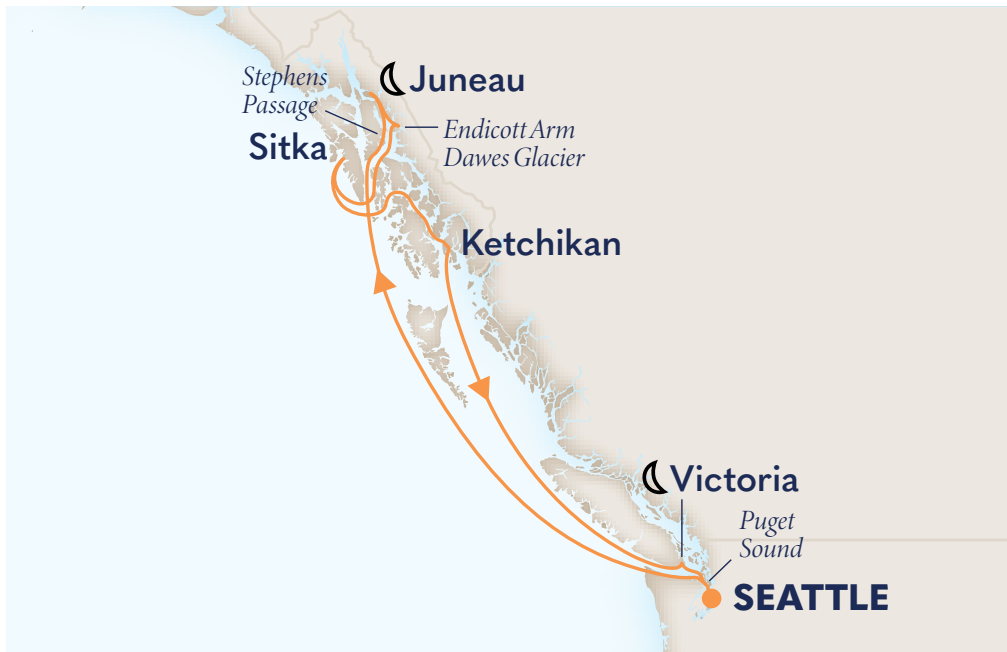 Stephens
Passage
Juneau
Endicott Arm
Dawes Glacier
Sitka
Ketchikan
Victoria
Puget
Sound
SEATTLE